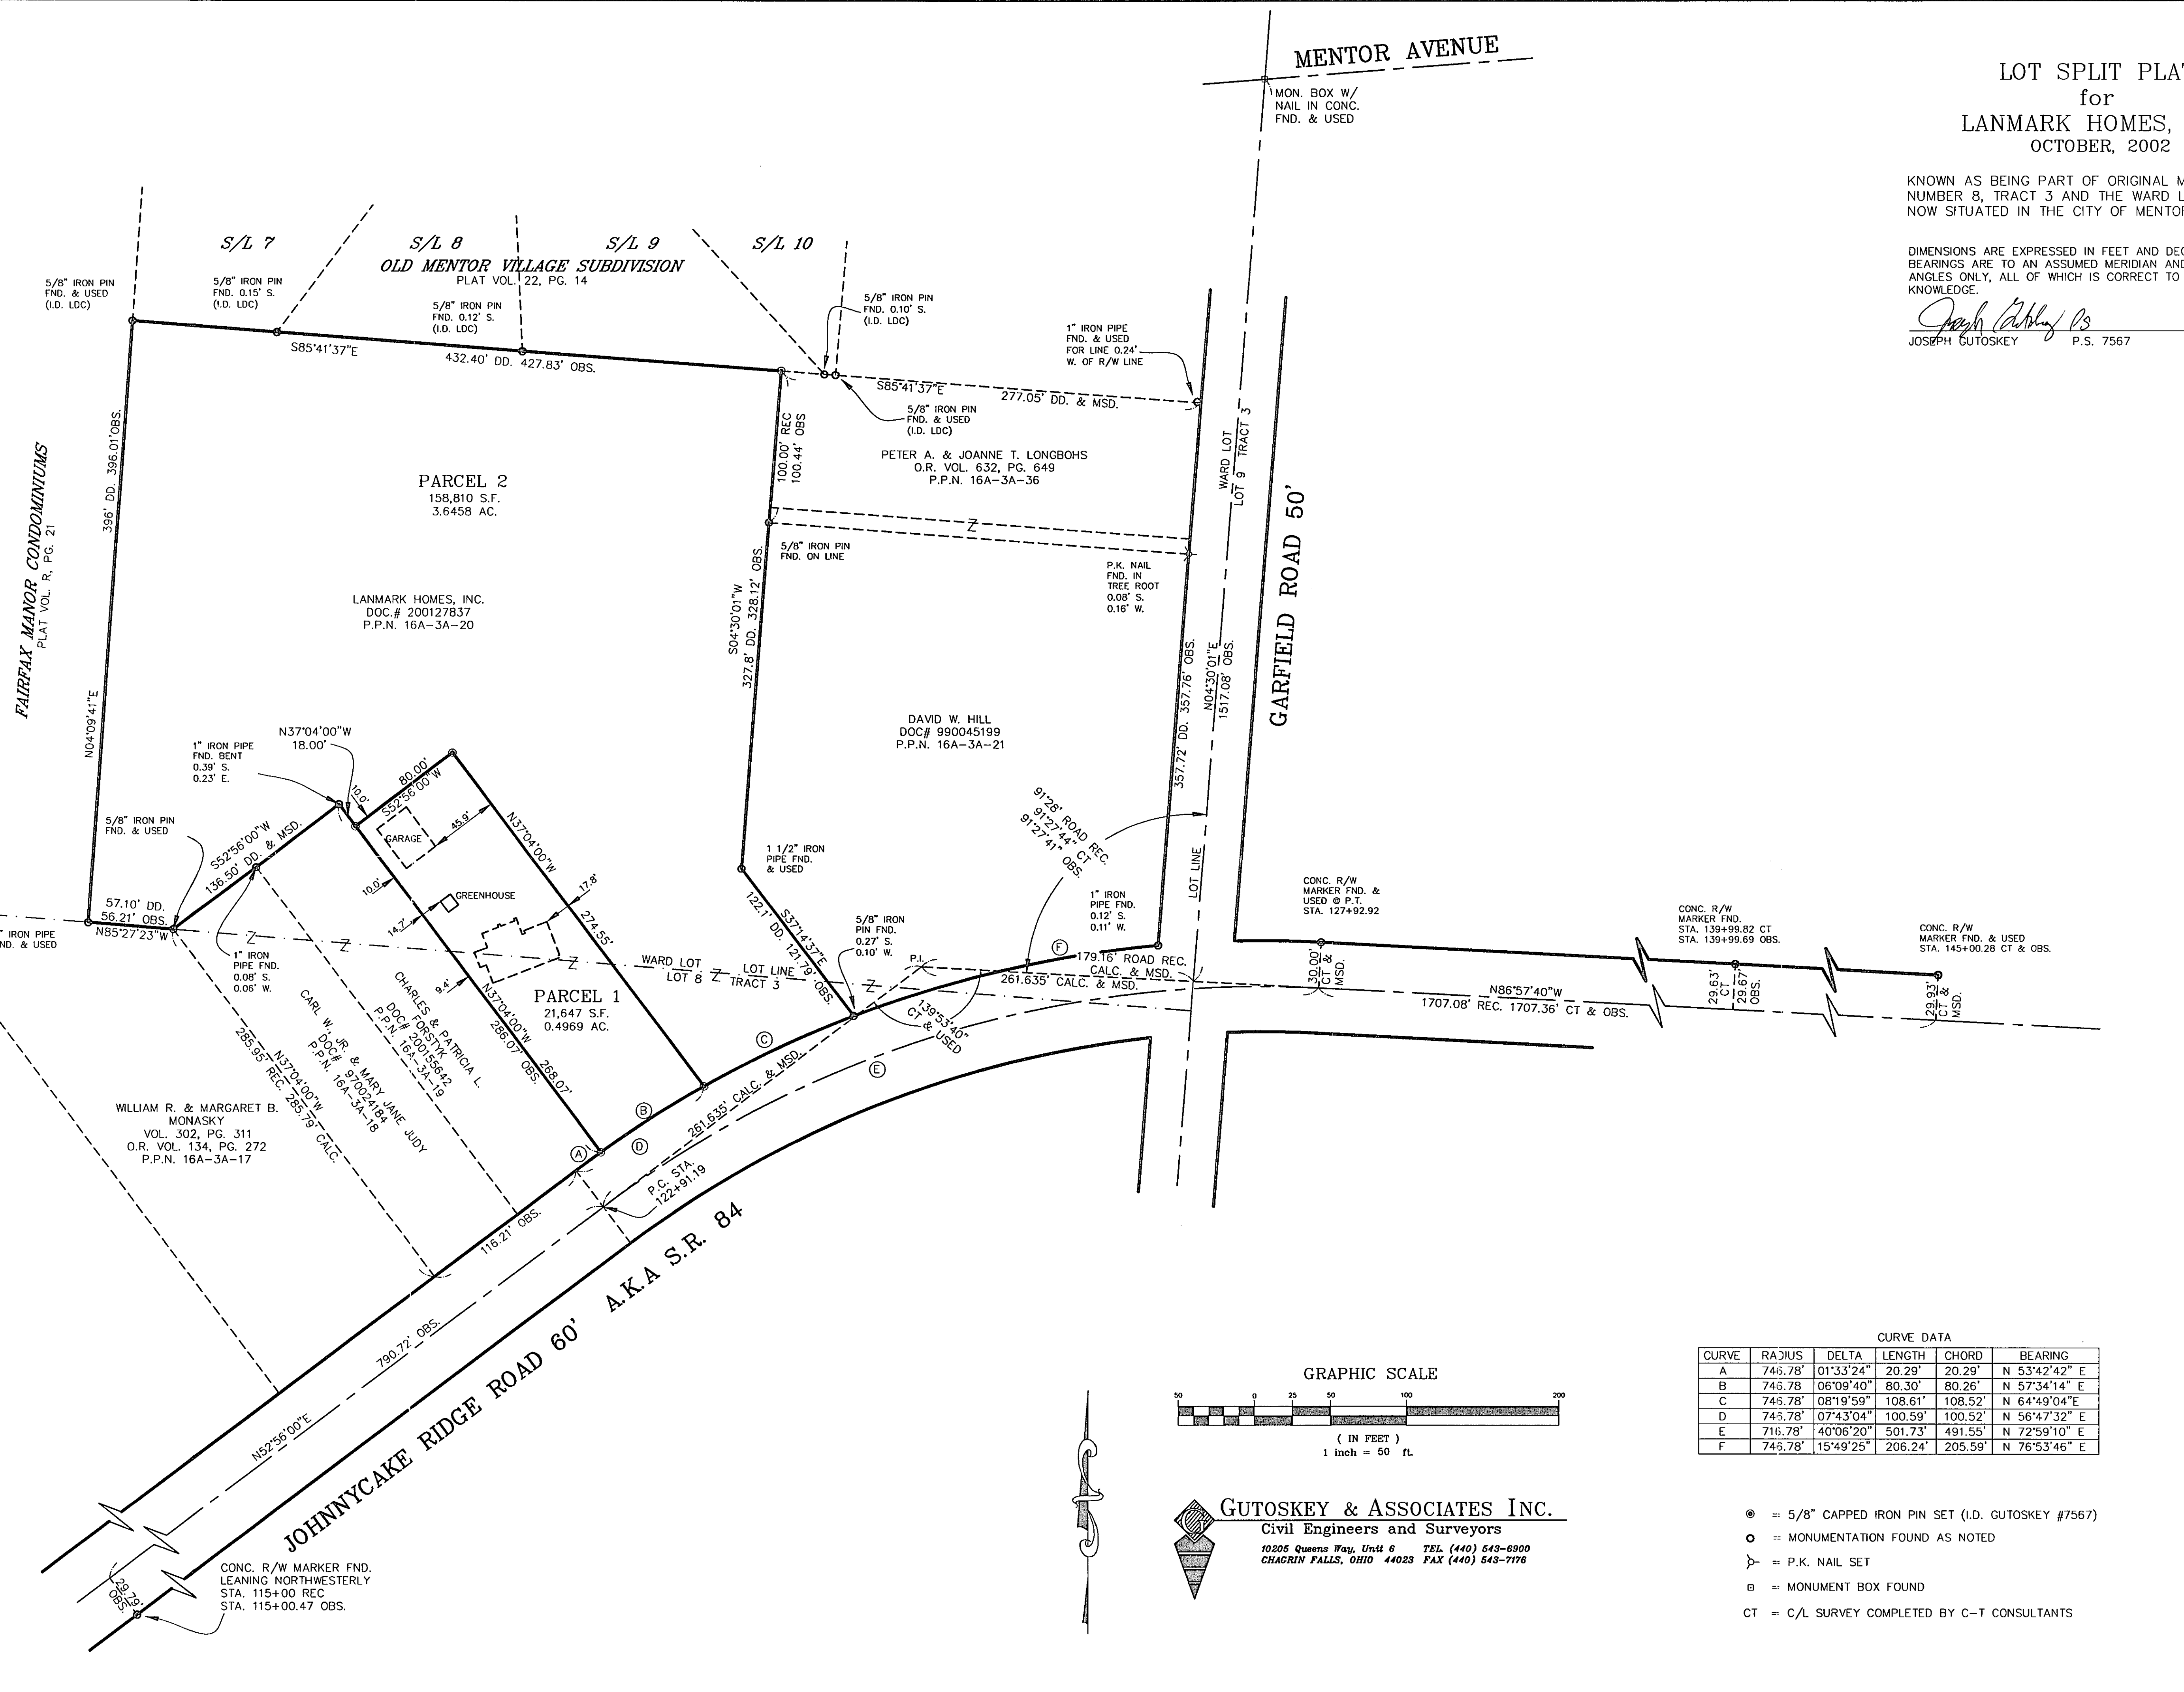 MENTOR AVENUE
MON. BOX W/
NAIL IN CONC.
FND. & USED
LOT SPLIT
for
LANMARK HOMES,
OCTOBER, 2002
KNOWN AS BEING PART OF ORIGINAL
NUMBER 8, TRACT 3 AND THE WARD
NOW SITUATED IN THE CITY OF
DIMENSIONS ARE EXPRESSED IN FEET AND
BEARINGS ARE TO AN ASSUMED MERIDIAN
ANGLES ONLY, ALL OF WHICH IS CORRECT TO
KNOWLEDGE.
JOSEPH GUTOSKEY P.S. 7567
S/L 7
S/L 8
S/L 9
S/L 10
OLD MENTOR VILLAGE SUBDIVISION
PLAT VOL. 22, PG. 14
5/8" IRON PIN
FND. & USED
(I.D. LDC)
5/8" IRON PIN
FND. 0.15' S.
(I.D. LDC)
5/8" IRON PIN
FND. 0.12' S.
(I.D. LDC)
5/8" IRON PIN
FND. 0.10' S.
(I.D. LDC)
1" IRON PIPE
FND. & USED
FOR LINE 0.24'
W. OF R/W LINE
S85°41'37"E
432.40' DD. 427.83' OBS.
S85°41'37"E
277.05' DD. & MSD.
5/8" IRON PIN
FND. & USED
(I.D. LDC)
100.00' REC
100.44' OBS
PETER A. & JOANNE T. LONGBOHS
O.R. VOL. 632, PG. 649
P.P.N. 16A-3A-36
WARD LOT
LOT 9 TRACT 3
GARFIELD ROAD 50'
FAIRFAX MANOR CONDOMINIUMS
PLAT VOL. R, PG. 21
396' DD. 396.01'OBS.
N04°09'41"E
PARCEL 2
158,810 S.F.
3.6458 AC.
LANMARK HOMES, INC.
DOC.# 200127837
P.P.N. 16A-3A-20
5/8" IRON PIN
FND. ON LINE
P.K. NAIL
FND. IN
TREE ROOT
0.08' S.
0.16' W.
S04°30'01"W
327.8' DD. 328.12' OBS.
DAVID W. HILL
DOC# 990045199
P.P.N. 16A-3A-21
357.72' DD. 357.76' OBS.
N04°30'01"E
1517.08' OBS.
LOT LINE
N37°04'00"W
18.00'
1" IRON PIPE
FND. BENT
0.39' S.
0.23' E.
5/8" IRON PIN
FND. & USED
80.00'
S52°56'00"W
10.0'
GARAGE
45.9'
N37°04'00"W
274.55'
S52°56'00"W
136.50' DD. & MSD.
10.0'
GREENHOUSE
14.7'
17.8'
9.4'
57.10' DD.
56.21' OBS.
N85°27'23"W
IRON PIPE
& USED
1" IRON
PIPE FND.
0.08' S.
0.06' W.
1 1/2" IRON
PIPE FND.
& USED
S37°14'37"E
122.1' DD. 121.79' OBS.
5/8" IRON
PIN FND.
0.27' S.
0.10' W.
91°28' ROAD REC.
91°27'44" CT
91°27'41" OBS.
1" IRON
PIPE FND.
0.12' S.
0.11' W.
WARD LOT LOT LINE
LOT 8 TRACT 3
PARCEL 1
21,647 S.F.
0.4969 AC.
N37°04'00"W
286.07' OBS.
268.07'
CHARLES & PATRICIA L.
FORSTYK
DOC# 200155642
P.P.N. 16A-3A-19
CARL W., JR. & MARY JANE JUDY
DOC# 970024184
P.P.N. 16A-3A-18
N37°04'00"W
285.95' REC. 285.79' CALC.
WILLIAM R. & MARGARET B.
MONASKY
VOL. 302, PG. 311
O.R. VOL. 134, PG. 272
P.P.N. 16A-3A-17
P.I.
F
179.16' ROAD REC.
CALC. & MSD.
261.635' CALC. & MSD.
139°53'40"
CT & USED
C
E
B
D
A
261.635' CALC. & MSD.
P.C. STA.
122+91.19
116.21' OBS.
790.72' OBS.
N52°56'00"E
JOHNNYCAKE RIDGE ROAD 60' A.K.A S.R. 84
CONC. R/W
MARKER FND. &
USED @ P.T.
STA. 127+92.92
30.00'
CT &
MSD.
CONC. R/W
MARKER FND.
STA. 139+99.82 CT
STA. 139+99.69 OBS.
29.63'
CT
29.67'
OBS.
CONC. R/W
MARKER FND. & USED
STA. 145+00.28 CT & OBS.
29.93'
CT &
MSD.
N86°57'40"W
1707.08' REC. 1707.36' CT & OBS.
29.79'
OBS.
CONC. R/W MARKER FND.
LEANING NORTHWESTERLY
STA. 115+00 REC
STA. 115+00.47 OBS.
GRAPHIC SCALE
50 0 25 50 100 200
( IN FEET )
1 inch = 50 ft.
GUTOSKEY & ASSOCIATES INC.
Civil Engineers and Surveyors
10205 Queens Way, Unit 6 TEL. (440) 543-6900
CHAGRIN FALLS, OHIO 44023 FAX (440) 543-7176
CURVE DATA
CURVE RADIUS DELTA LENGTH CHORD BEARING
A 746.78' 01°33'24" 20.29' 20.29' N 53°42'42" E
B 746.78 06°09'40" 80.30' 80.26' N 57°34'14" E
C 746.78' 08°19'59" 108.61' 108.52' N 64°49'04"E
D 746.78' 07°43'04" 100.59' 100.52' N 56°47'32" E
E 716.78' 40°06'20" 501.73' 491.55' N 72°59'10" E
F 746.78' 15°49'25" 206.24' 205.59' N 76°53'46" E
= 5/8" CAPPED IRON PIN SET (I.D. GUTOSKEY #7567)
= MONUMENTATION FOUND AS NOTED
= P.K. NAIL SET
= MONUMENT BOX FOUND
CT = C/L SURVEY COMPLETED BY C-T CONSULTANTS